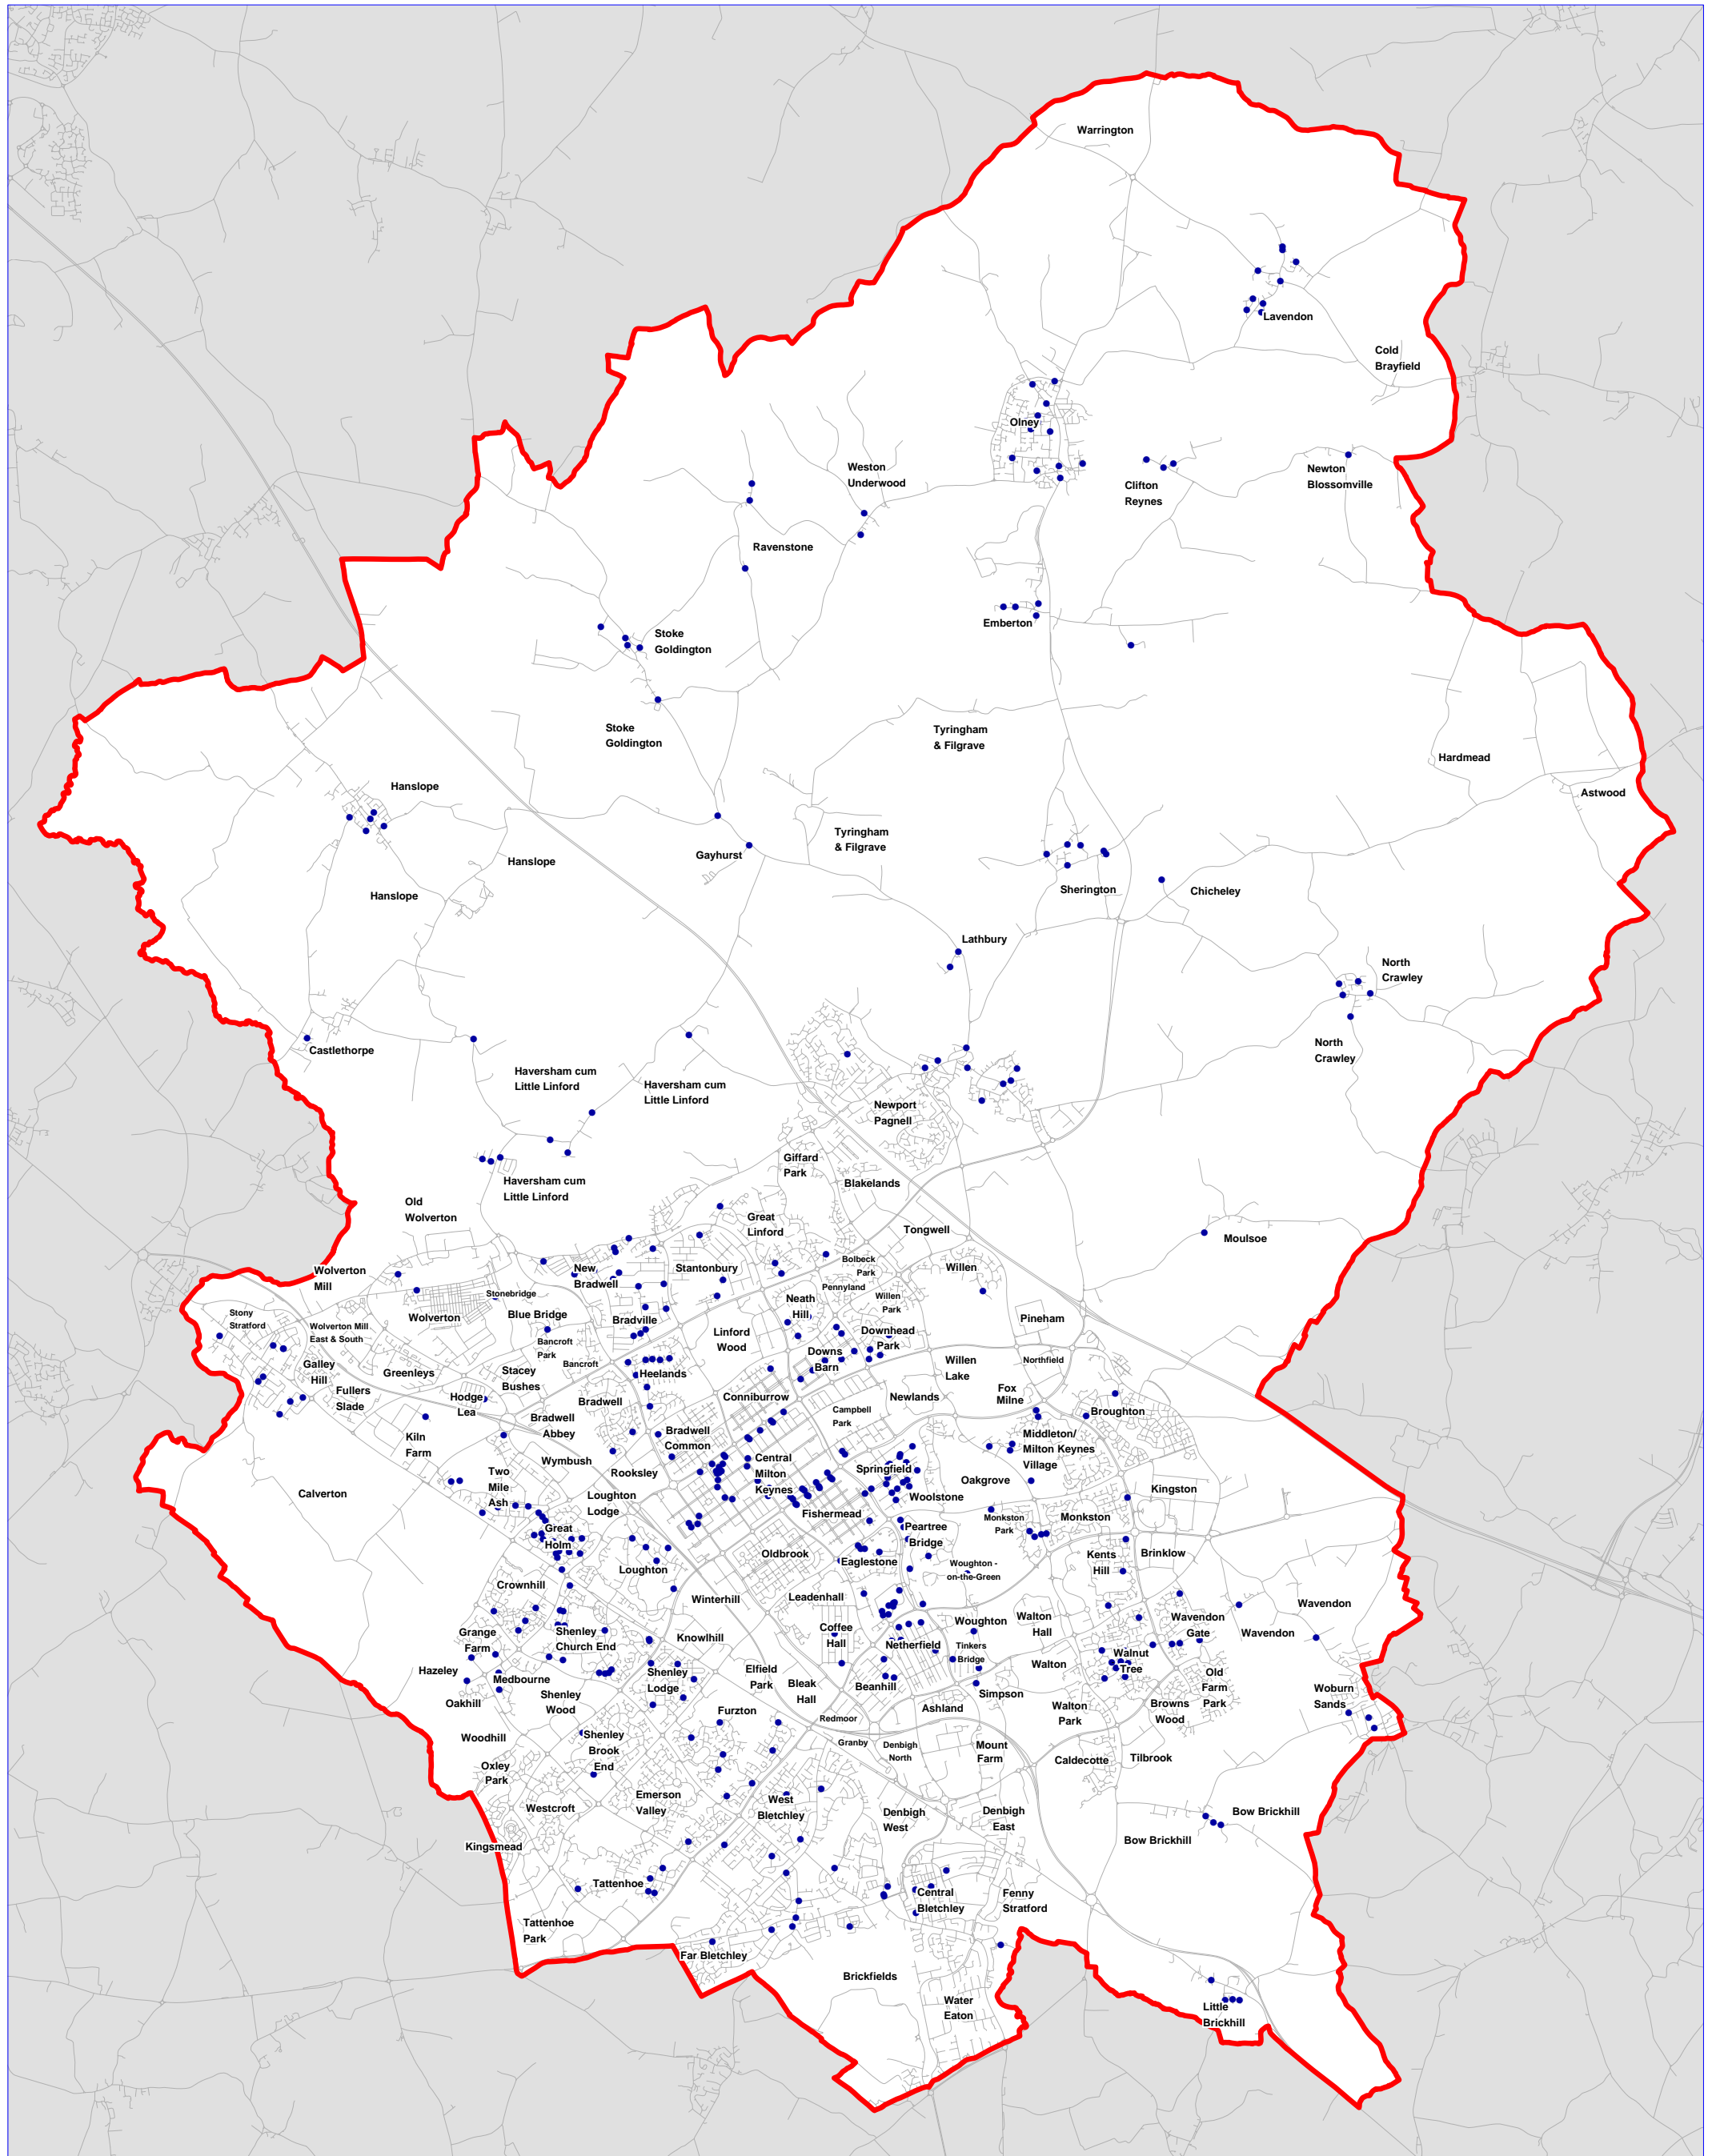 Warrington
Lavendon
Cold
Brayfield
Olney
Weston
Underwood
Clifton
Reynes
Newton
Blossomville
Ravenstone
Emberton
Stoke
Goldington
Stoke
Goldington
Tyringham
& Filgrave
Hardmead
Astwood
Hanslope
Tyringham
& Filgrave
Gayhurst
Hanslope
Hanslope
Sherington
Chicheley
Lathbury
North
Crawley
North
Crawley
Castlethorpe
Haversham cum
Little Linford
Haversham cum
Little Linford
Newport
Pagnell
Giffard
Park
Blakelands
Haversham cum
Little Linford
Old
Wolverton
Great
Linford
Tongwell
Moulsoe
Wolverton
Mill
New
Bradwell
Stantonbury
Bolbeck
Park
Willen
Pennyland
Stonebridge
Willen
Park
Neath
Hill
Stony
Stratford
Wolverton
Blue Bridge
Bradville
Pineham
Wolverton Mill
East & South
Bancroft
Park
Linford
Wood
Downhead
Park
Galley
Hill
Greenleys
Stacey
Bushes
Bancroft
Heelands
Downs
Barn
Willen
Lake
Northfield
Fullers
Slade
Hodge
Lea
Bradwell
Conniburrow
Newlands
Fox
Milne
Campbell
Park
Broughton
Bradwell
Abbey
Kiln
Farm
Bradwell
Common
Middleton/
Milton Keynes
Village
Wymbush
Rooksley
Central
Milton
Keynes
Springfield
Oakgrove
Two
Mile
Ash
Calverton
Loughton
Lodge
Woolstone
Kingston
Fishermead
Monkston
Park
Monkston
Great
Holm
Peartree
Bridge
Oldbrook
Eaglestone
Woughton -
on-the-Green
Kents
Hill
Brinklow
Loughton
Crownhill
Winterhill
Leadenhall
Wavendon
Grange
Farm
Shenley
Church End
Knowlhill
Coffee
Hall
Woughton
Walton
Hall
Wavendon
Gate
Wavendon
Netherfield
Tinkers
Bridge
Hazeley
Medbourne
Shenley
Lodge
Elfield
Park
Bleak
Hall
Beanhill
Walton
Walnut
Tree
Old
Farm
Park
Oakhill
Shenley
Wood
Simpson
Woburn
Sands
Ashland
Walton
Park
Browns
Wood
Furzton
Redmoor
Woodhill
Shenley
Brook
End
Granby
Denbigh
North
Mount
Farm
Caldecotte
Tilbrook
Oxley
Park
Westcroft
Emerson
Valley
West
Bletchley
Denbigh
West
Denbigh
East
Bow Brickhill
Bow Brickhill
Kingsmead
Tattenhoe
Central
Bletchley
Fenny
Stratford
Tattenhoe
Park
Far Bletchley
Brickfields
Water
Eaton
Little
Brickhill